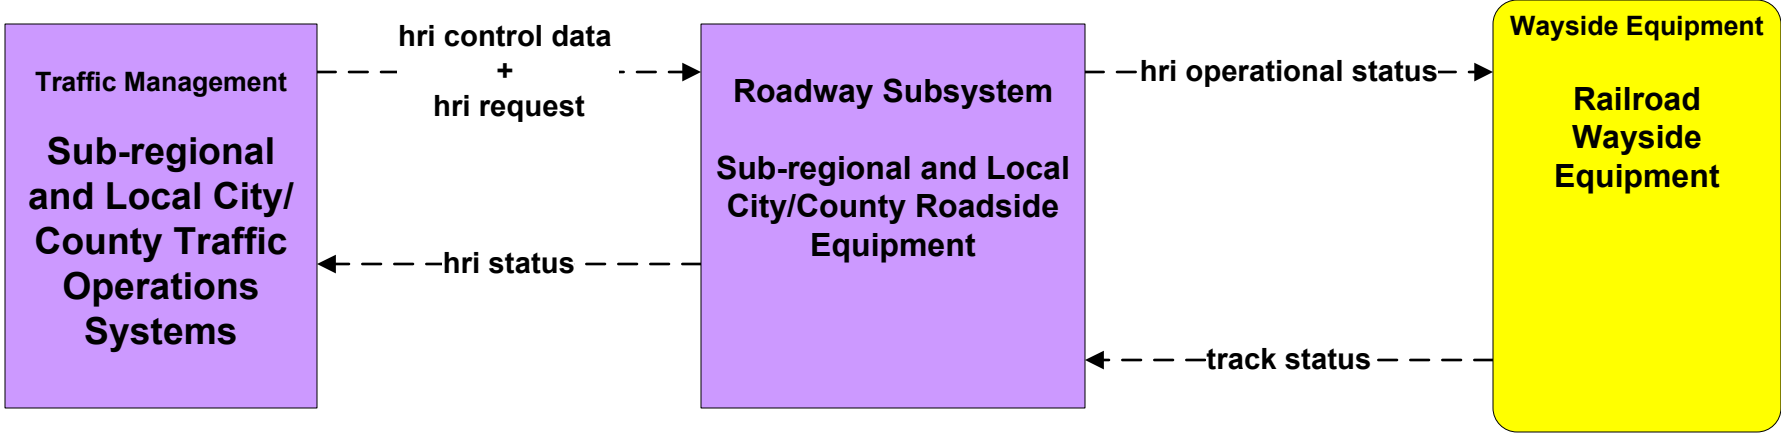 Traffic Management
Sub-regional
and Local City/
County Traffic
Operations
Systems
hri control data
+
hri request
hri status
Roadway Subsystem
Sub-regional and Local
City/County Roadside
Equipment
hri operational status
track status
Wayside Equipment
Railroad
Wayside
Equipment